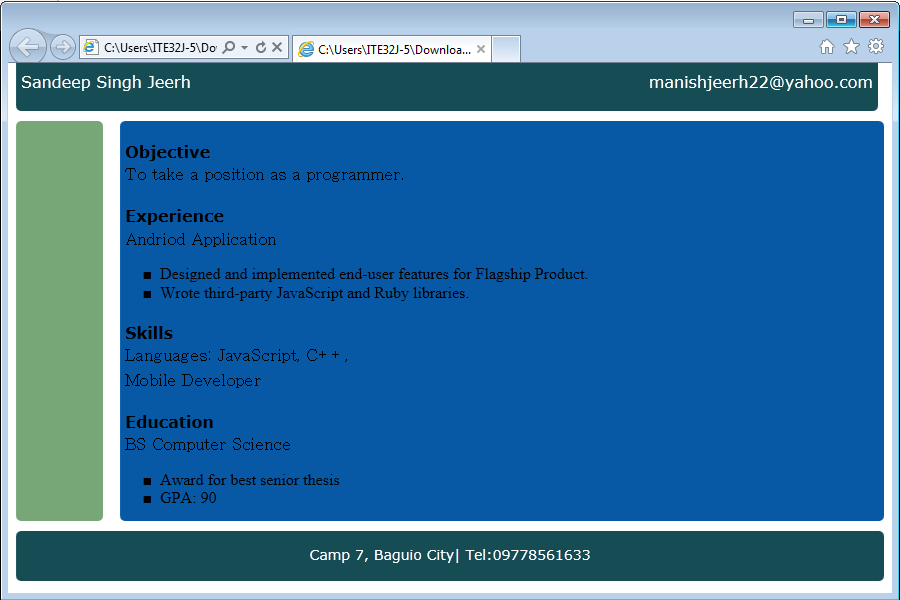 C:\Users\ITE32J-5\Do
C:\Users\ITE32J-5\Downloa...
Sandeep Singh Jeerh
manishjeerh22@yahoo.com
Objective
To take a position as a programmer.
Experience
Andriod Application
Designed and implemented end-user features for Flagship Product.
Wrote third-party JavaScript and Ruby libraries.
Skills
Languages: JavaScript, C++,
Mobile Developer
Education
BS Computer Science
Award for best senior thesis
GPA: 90
Camp 7, Baguio City| Tel:09778561633